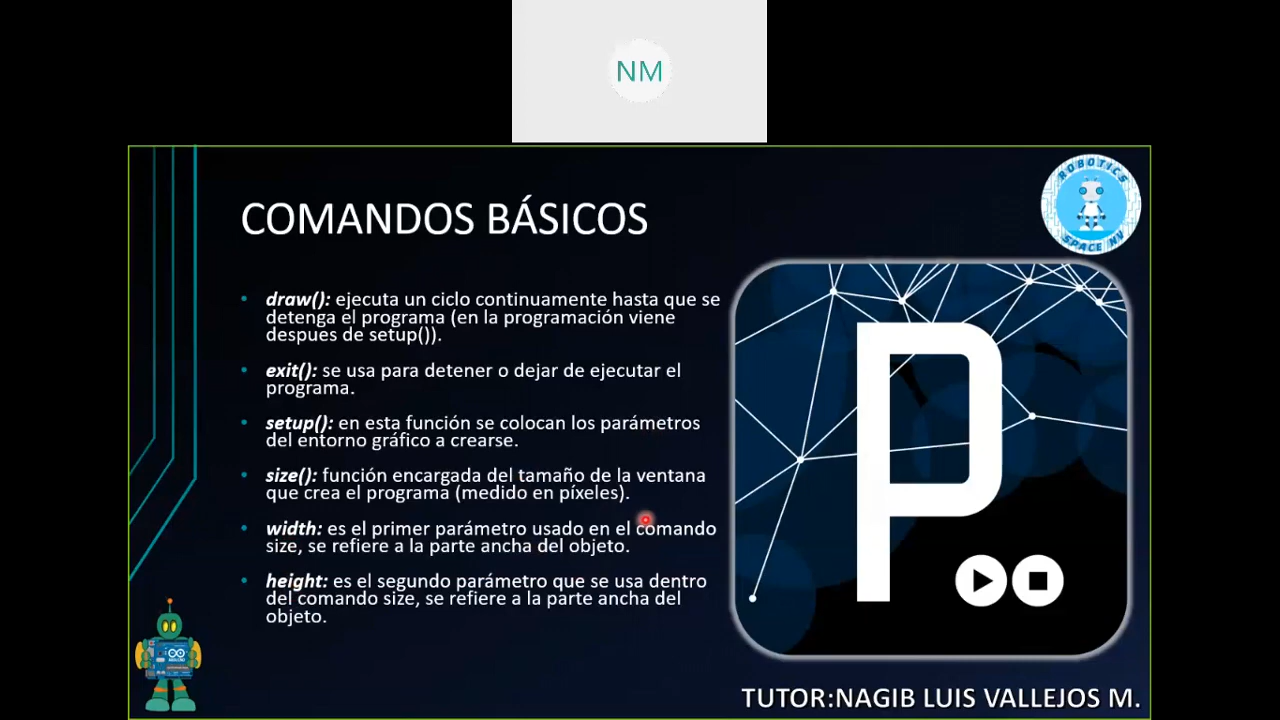 NM
ROBOTICS
SPACE NV
COMANDOS BÁSICOS
• draw(): ejecuta un ciclo continuamente hasta que se
detenga el programa (en la programación viene
despues de setup()).
• exit(): se usa para detener o dejar de ejecutar el
programa.
• setup(): en esta función se colocan los parámetros
del entorno gráfico a crearse.
• size(): función encargada del tamaño de la ventana
que crea el programa (medido en píxeles).
• width: es el primer parámetro usado en el comando
size, se refiere a la parte ancha del objeto.
• height: es el segundo parámetro que se usa dentro
del comando size, se refiere a la parte ancha del
objeto.
P
ARDUINO
TUTOR:NAGIB LUIS VALLEJOS M.